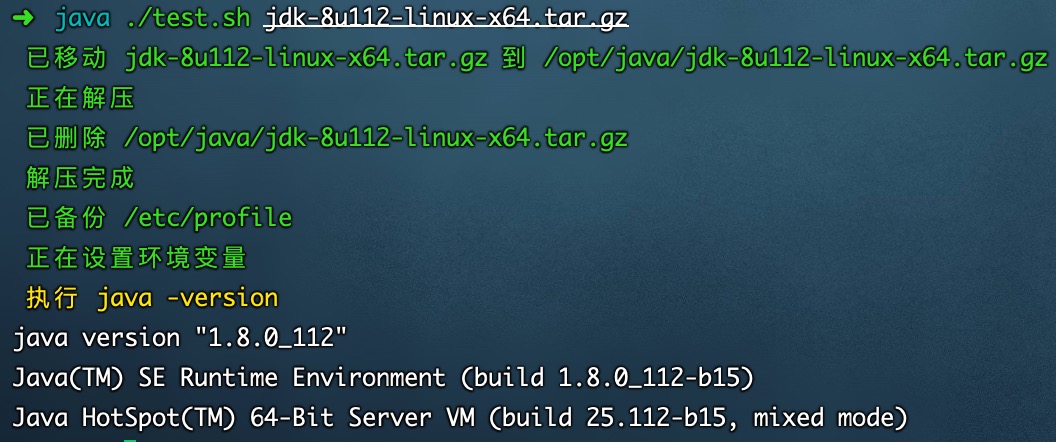 ➜ java ./test.sh jdk-8u112-linux-x64.tar.gz
已移动 jdk-8u112-linux-x64.tar.gz 到 /opt/java/jdk-8u112-linux-x64.tar.gz
正在解压
已删除 /opt/java/jdk-8u112-linux-x64.tar.gz
解压完成
已备份 /etc/profile
正在设置环境变量
执行 java -version
java version "1.8.0_112"
Java(TM) SE Runtime Environment (build 1.8.0_112-b15)
Java HotSpot(TM) 64-Bit Server VM (build 25.112-b15, mixed mode)